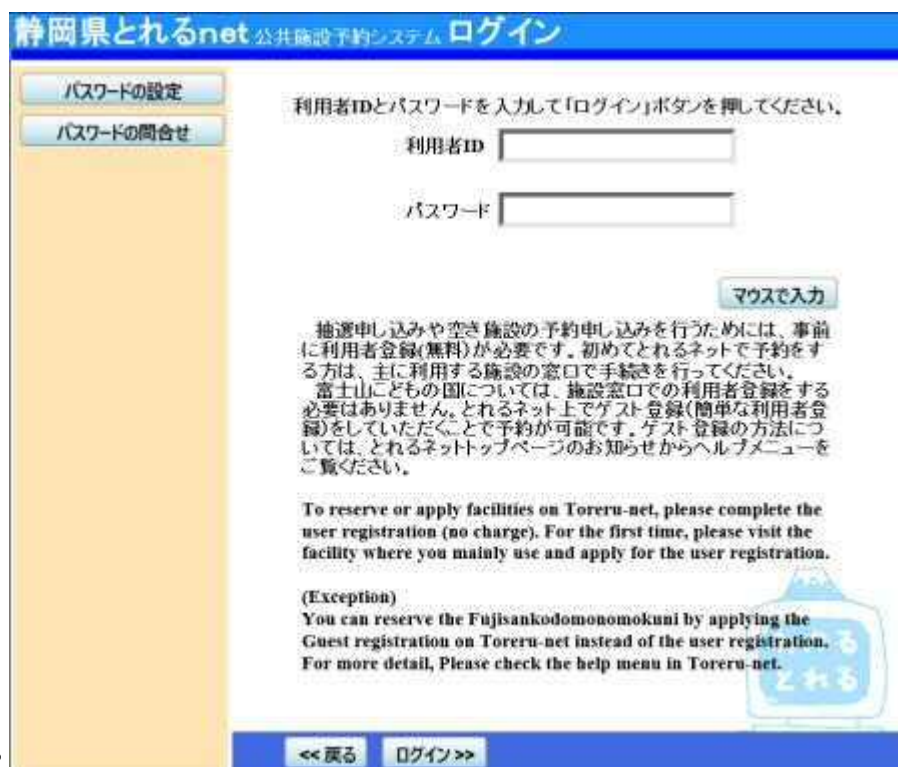 静岡県とれるnet 公共施設予約システム ログイン
パスワードの設定
パスワードの問合せ
利用者IDとパスワードを入力して「ログイン」ボタンを押してください。
利用者ID
パスワード
マウスで入力
抽選申し込みや空き施設の予約申し込みを行うためには、事前
に利用者登録(無料)が必要です。初めてとれるネットで予約をす
る方は、主に利用する施設の窓口で手続きを行ってください。
富士山こどもの国については、施設窓口での利用者登録をする
必要はありません。とれるネット上でゲスト登録(簡単な利用者登
録)をしていただくことで予約が可能です。ゲスト登録の方法につ
いては、とれるネットトップページのお知らせからヘルプメニューを
ご覧ください。
To reserve or apply facilities on Toreru-net, please complete the
user registration (no charge). For the first time, please visit the
facility where you mainly use and apply for the user registration.
(Exception)
You can reserve the Fujisankodomonomokuni by applying the
Guest registration on Toreru-net instead of the user registration.
For more detail, Please check the help menu in Toreru-net.
とれる
<<戻る
ログイン>>